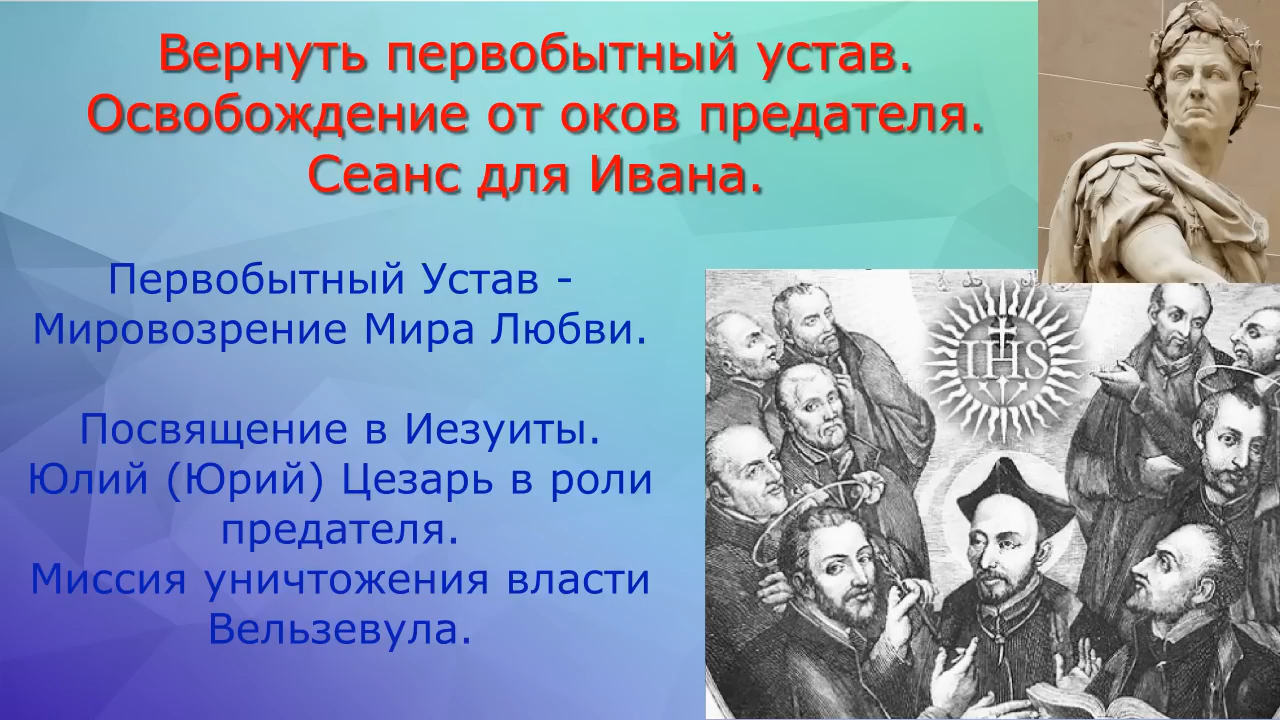 Вернуть первобытный устав.
Освобождение от оков предателя.
Сеанс для Ивана.
Первобытный Устав -
Мировозрение Мира Любви.
Посвящение в Иезуиты.
Юлий (Юрий) Цезарь в роли
предателя.
Миссия уничтожения власти
Вельзевула.
IHS